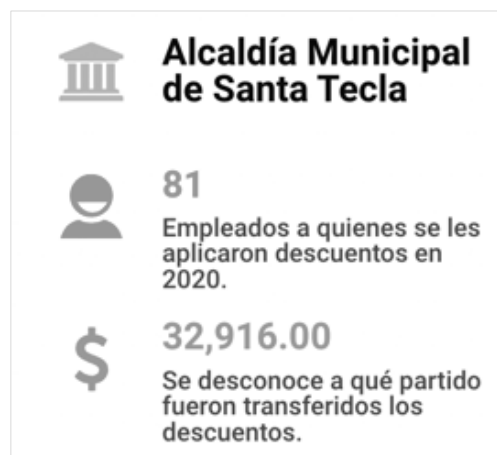 Alcaldía Municipal
de Santa Tecla
81
Empleados a quienes se les
aplicaron descuentos en
2020.
$
32,916.00
Se desconoce a qué partido
fueron transferidos los
descuentos.